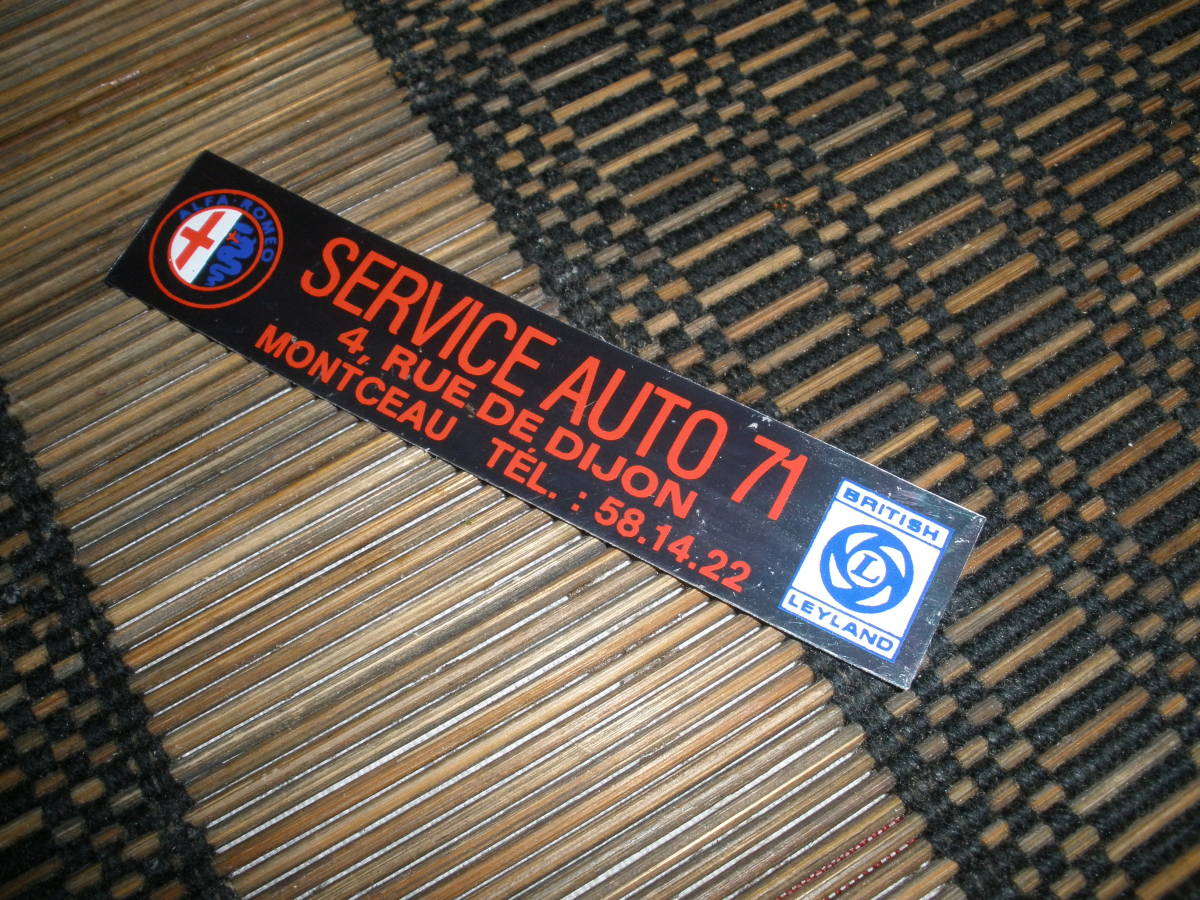 ALFA-ROMEO
SERVICE AUTO 71
4, RUE DE DIJON
MONTCEAU TÉL. : 58.14.22
BRITISH
L
LEYLAND